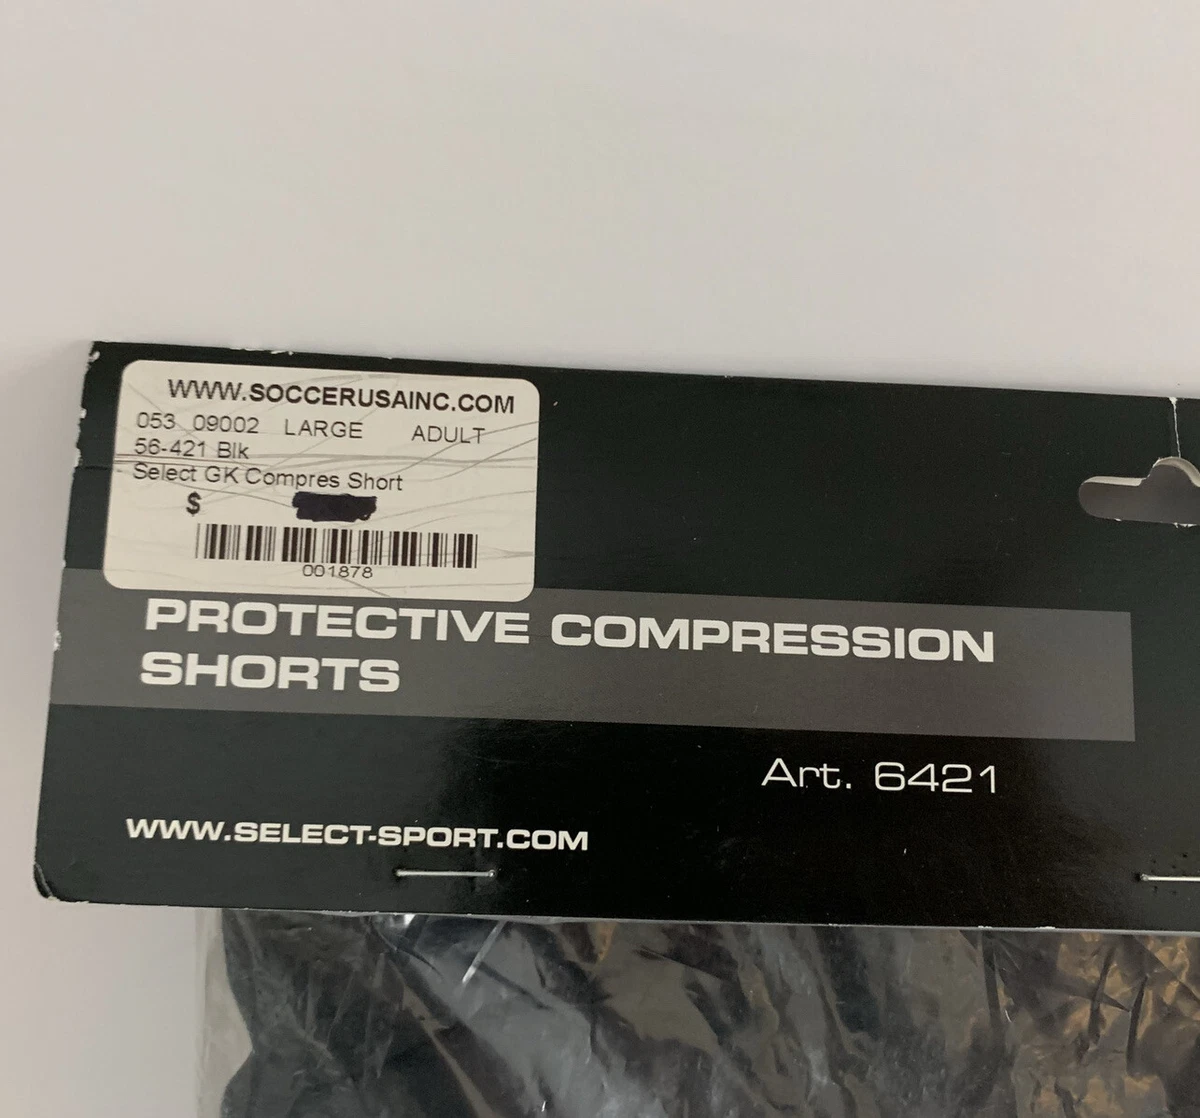 WWW.SOCCERUSAINC.COM
053 09002 LARGE ADULT
56-421 Blk
Select GK Compres Short
$
001878
PROTECTIVE COMPRESSION
SHORTS
Art. 6421
WWW.SELECT-SPORT.COM